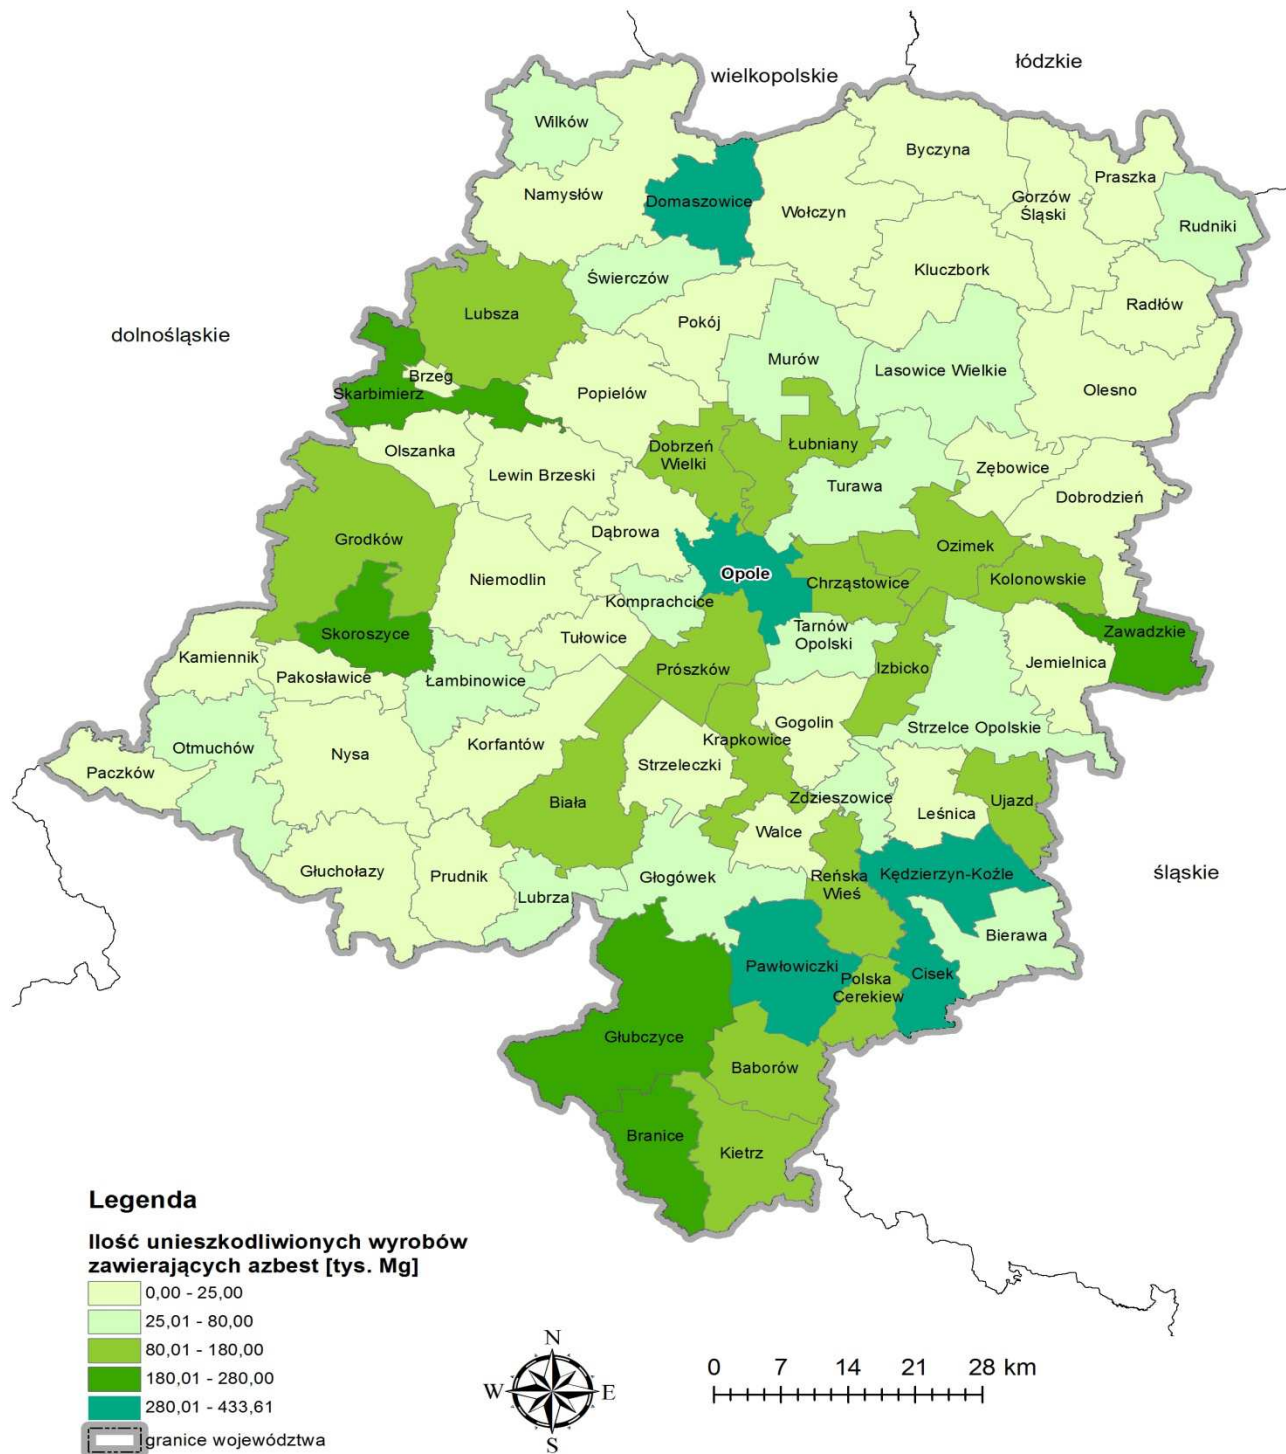 wielkopolskie
łódzkie
Wilków
Byczyna
Praszka
Namysłów
Domaszowice
Wołczyn
Gorzów
Śląski
Rudniki
Świerczów
Kluczbork
Radłów
Lubsza
Pokój
dolnośląskie
Murów
Lasowice Wielkie
Brzeg
Skarbimierz
Popielów
Olesno
Olszanka
Dobrzeń
Wielki
Łubniany
Lewin Brzeski
Turawa
Zębowice
Dobrodzień
Grodków
Dąbrowa
Ozimek
Niemodlin
Opole
Chrząstowice
Kolonowskie
Komprachcice
Skoroszyce
Tułowice
Tarnów
Opolski
Zawadzkie
Kamiennik
Pakosławice
Łambinowice
Prószków
Izbicko
Jemielnica
Otmuchów
Nysa
Korfantów
Gogolin
Krapkowice
Strzelce Opolskie
Paczków
Strzeleczki
Biała
Zdzieszowice
Ujazd
Leśnica
Walce
Głuchołazy
Prudnik
Głogówek
Reńska
Wieś
Kędzierzyn-Koźle
śląskie
Lubrza
Bierawa
Pawłowiczki
Polska
Cerekiew
Cisek
Głubczyce
Baborów
Branice
Kietrz
Legenda
Ilość unieszkodliwionych wyrobów
zawierających azbest [tys. Mg]
0,00 - 25,00
25,01 - 80,00
80,01 - 180,00
180,01 - 280,00
280,01 - 433,61
granice województwa
N
W E
S
0 7 14 21 28 km